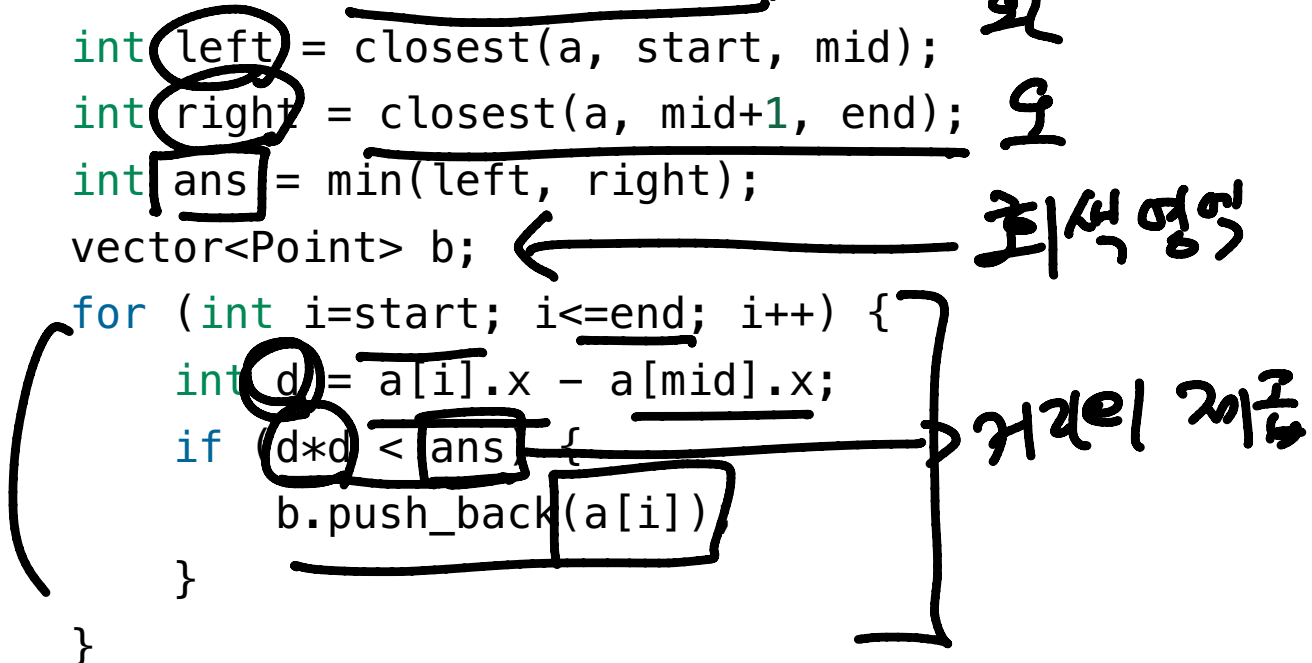 int left = closest(a, start, mid);
int right = closest(a, mid+1, end); 오
int ans = min(left, right);
vector<Point> b; 회색 영역
for (int i=start; i<=end; i++) {
int d = a[i].x - a[mid].x;
if (d*d < ans) { 거리의 제곱
b.push_back(a[i]);
}
}